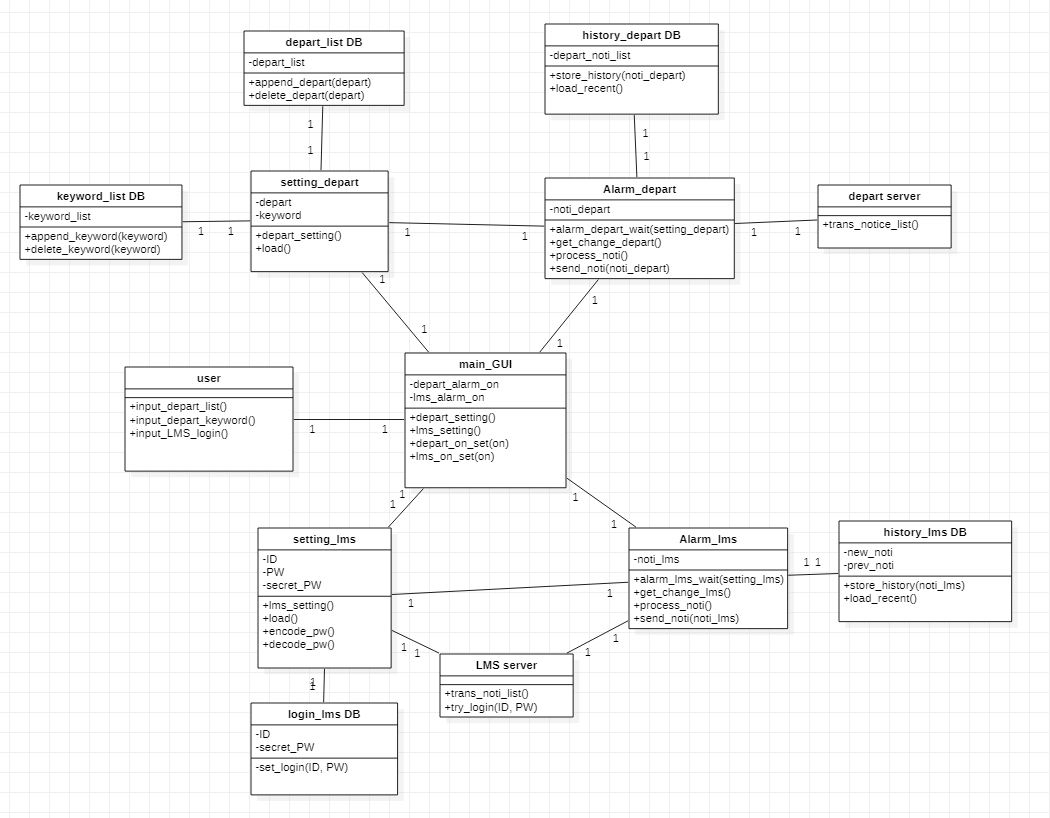 depart_list DB
-depart_list
+append_depart(depart)
+delete_depart(depart)
history_depart DB
-depart_noti_list
+store_history(noti_depart)
+load_recent()
1
1
1
1
keyword_list DB
-keyword_list
+append_keyword(keyword)
+delete_keyword(keyword)
1
1
setting_depart
-depart
-keyword
+depart_setting()
+load()
1
1
Alarm_depart
-noti_depart
+alarm_depart_wait(setting_depart)
+get_change_depart()
+process_noti()
+send_noti(noti_depart)
1
1
depart server
+trans_notice_list()
1
1
1
1
user
+input_depart_list()
+input_depart_keyword()
+input_LMS_login()
1
1
main_GUI
-depart_alarm_on
-lms_alarm_on
+depart_setting()
+lms_setting()
+depart_on_set(on)
+lms_on_set(on)
1
1
1
1
setting_lms
-ID
-PW
-secret_PW
+lms_setting()
+load()
+encode_pw()
+decode_pw()
1
1
Alarm_lms
-noti_lms
+alarm_lms_wait(setting_lms)
+get_change_lms()
+process_noti()
+send_noti(noti_lms)
1
1
history_lms DB
-new_noti
-prev_noti
+store_history(noti_lms)
+load_recent()
1
1
1
1
LMS server
+trans_noti_list()
+try_login(ID, PW)
1
1
login_lms DB
-ID
-secret_PW
-set_login(ID, PW)